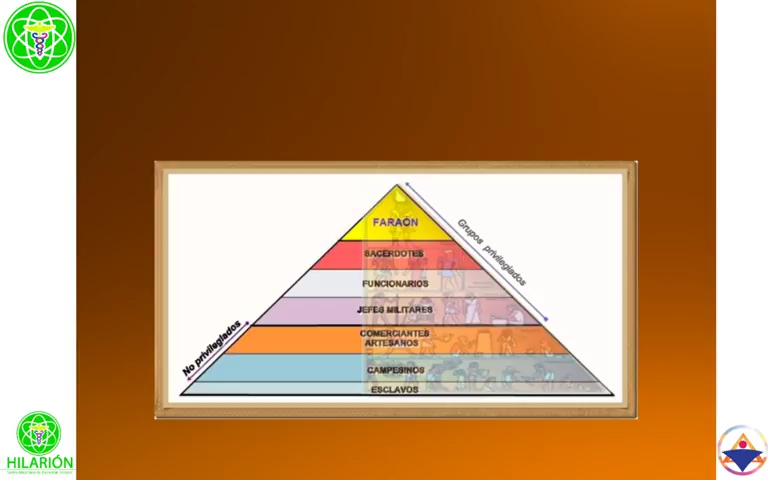 FARAÓN
Grupos privilegiados
SACERDOTES
FUNCIONARIOS
JEFES MILITARES
No privilegiados
COMERCIANTES
ARTESANOS
CAMPESINOS
ESCLAVOS
HILARIÓN